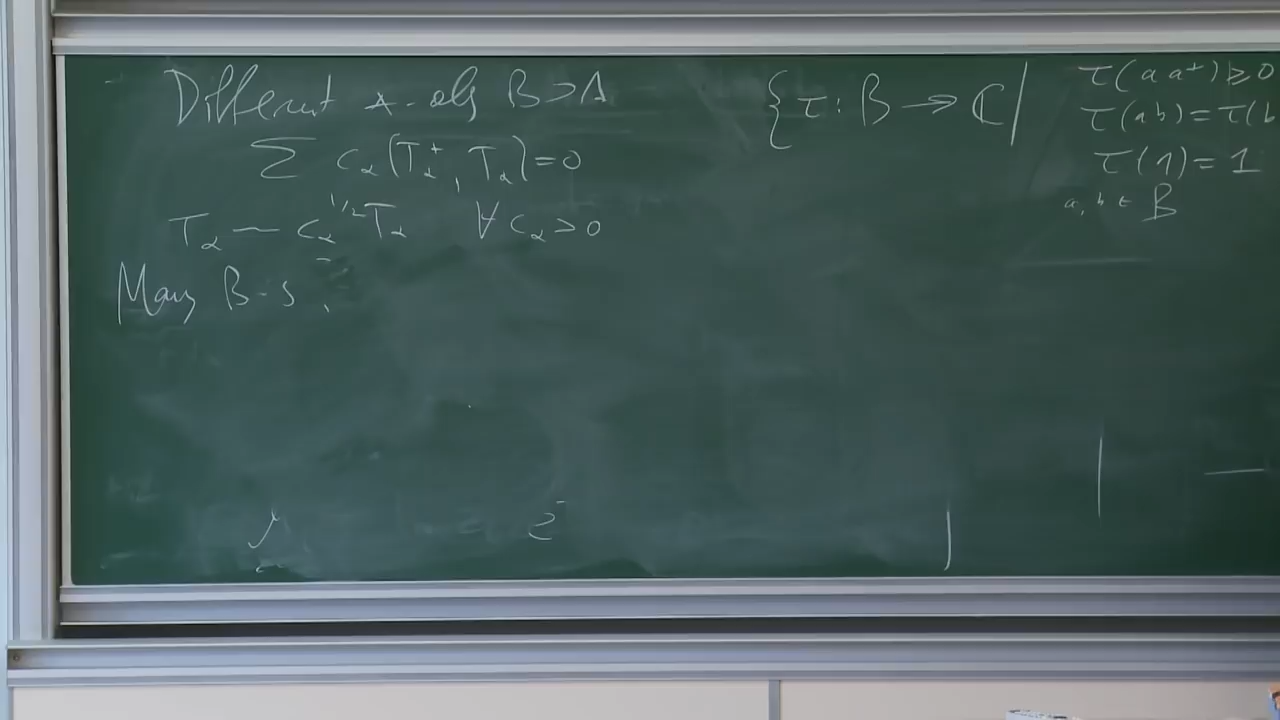 Different *-alg B ⊃ A
∑ c_α (T_α^+, T_α) = 0
T_α — c_α^{1/2} T_α ∀ c_α > 0
Many B-s
{ τ : B → ℂ |
τ(a a^+) ≥ 0
τ(ab) = τ(b
τ(1) = 1
a, b ∈ B